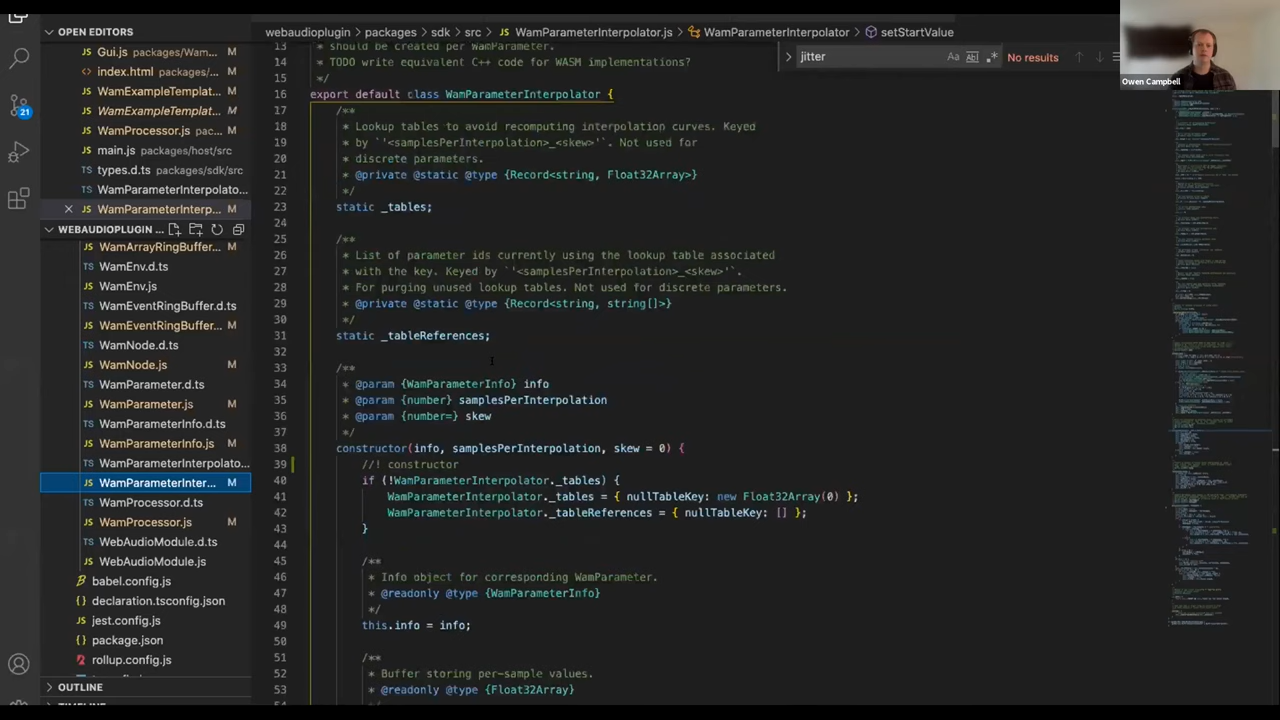 OPEN EDITORS
Gui.js packages/Wam... M
index.html packages/... M
WamExampleTemplat... M
WamExampleTemplat... M
WamProcessor.js pac... M
main.js packages/host/src
types.d.ts sdk/src
WamParameterInterpolato...
WamParameterInterp... M
WEBAUDIOPLUGIN ...
WamArrayRingBuffer... M
WamEnv.d.ts
WamEnv.js
WamEventRingBuffer.d.ts
WamEventRingBuffer... M
WamNode.d.ts
WamNode.js M
WamParameter.d.ts
WamParameter.js M
WamParameterInfo.d.ts
WamParameterInfo.js M
WamParameterInterpolato...
WamParameterInter... M
WamProcessor.d.ts
WamProcessor.js M
WebAudioModule.d.ts
WebAudioModule.js
babel.config.js
declaration.tsconfig.json
jest.config.js
package.json
rollup.config.js
OUTLINE
21
webaudioplugin > packages > sdk > src > WamParameterInterpolator.js > WamParameterInterpolator > setStartValue
jitter
Aa Ab
No results
13 * should be created per WamParameter.
14 * TODO write equivalent C++ code for WASM implementations?
15 */
16 export default class WamParameterInterpolator {
17 /**
18 * Lookup tables to avoid recomputing interpolation curves. Keyed
19 * by `'<samplesPerInterpolation>_<skew>'`. Not used for
20 * discrete parameters.
21 * @private @static @type {Record<string, Float32Array>}
22 */
23 static _tables;
24
25 /**
26 * List of parameter ids currently using the lookup table associated
27 * with the key. Keyed by `'<samplesPerInterpolation>_<skew>'`.
28 * For purging unused lookup tables. Not used for discrete parameters.
29 * @private @static @type {Record<string, string[]>}
30 */
31 static _tableReferences;
32
33 /**
34 * @param {WamParameterInfo} info
35 * @param {number} samplesPerInterpolation
36 * @param {number=} skew
37 */
38 constructor(info, samplesPerInterpolation, skew = 0) {
39 //! constructor
40 if (!WamParameterInterpolator._tables) {
41 WamParameterInterpolator._tables = { nullTableKey: new Float32Array(0) };
42 WamParameterInterpolator._tableReferences = { nullTableKey: [] };
43 }
44
45 /**
46 * Info object for corresponding WamParameter.
47 * @readonly @type {WamParameterInfo}
48 */
49 this.info = info;
50
51 /**
52 * Buffer storing per-sample values.
53 * @readonly @type {Float32Array}
Owen Campbell